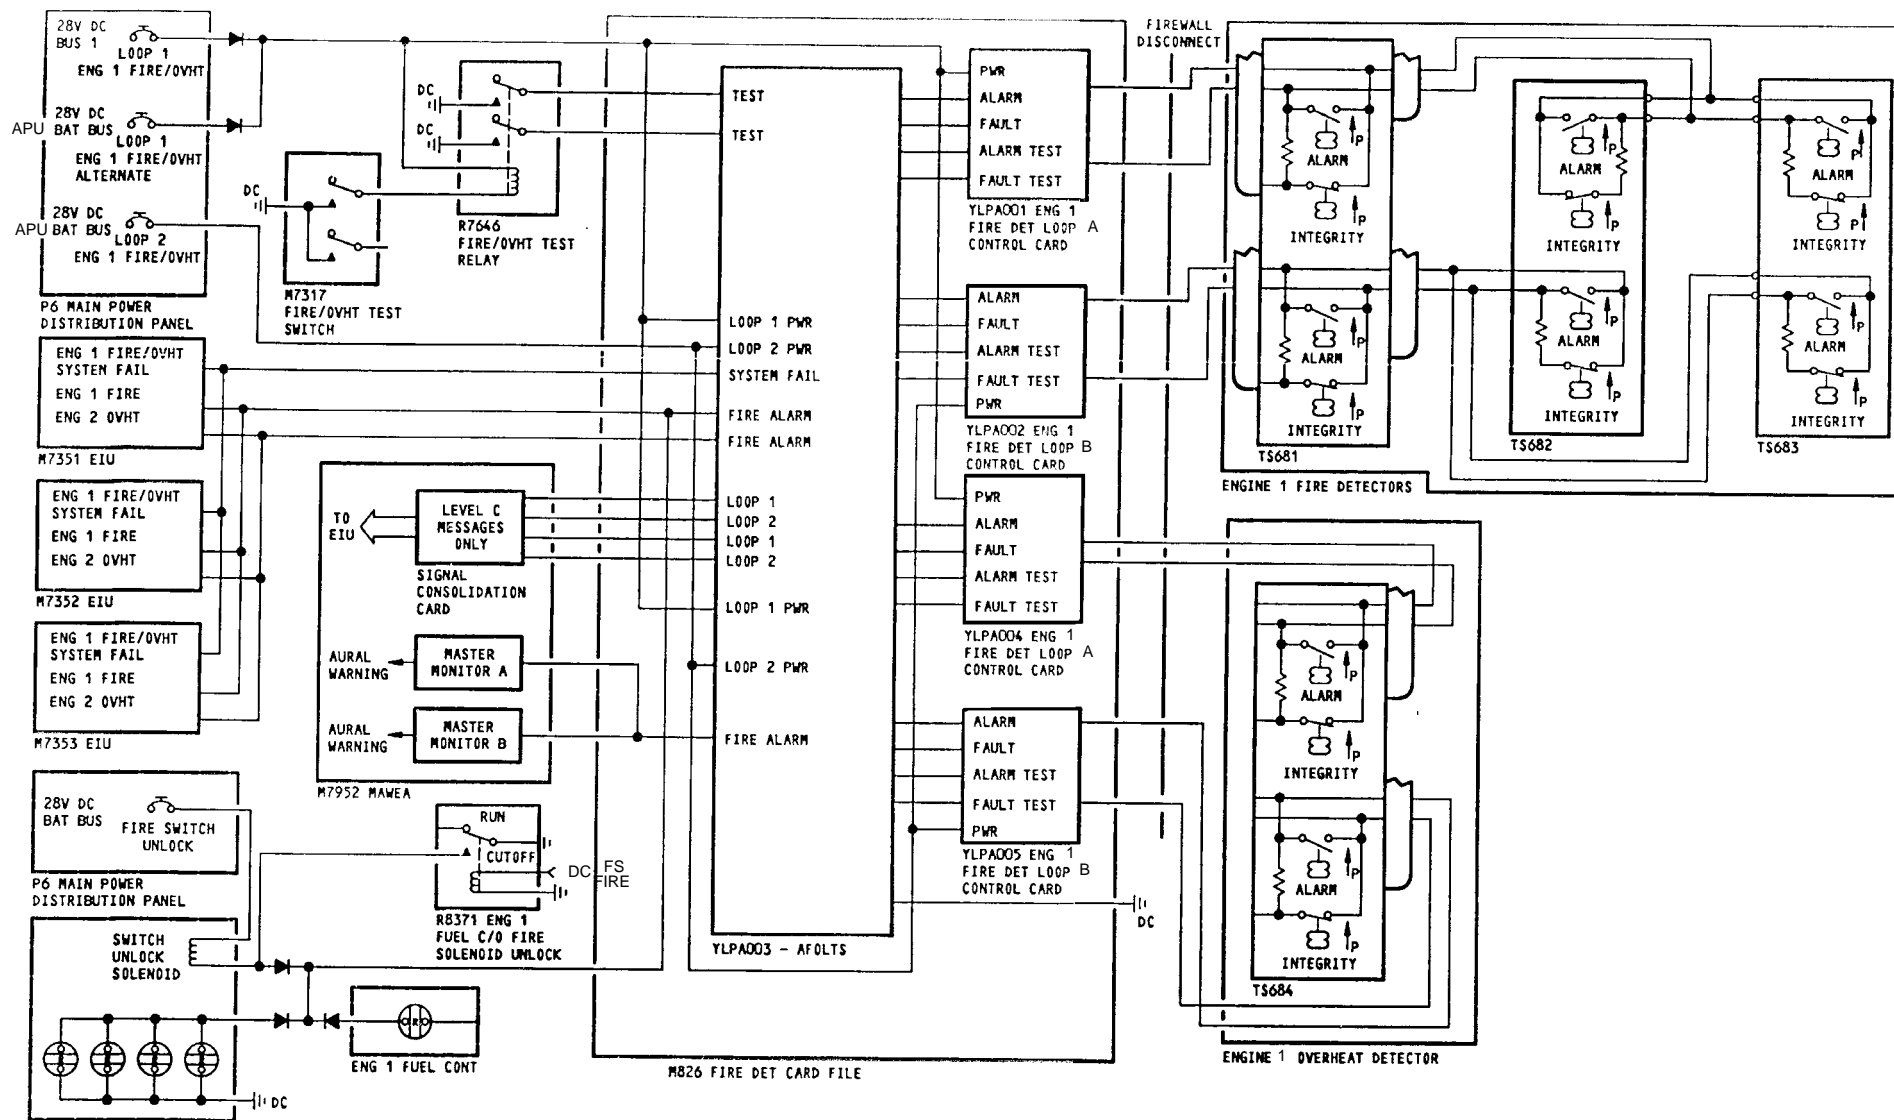 28V DC
BUS 1
LOOP 1
ENG 1 FIRE/OVHT
28V DC
APU BAT BUS
LOOP 1
ENG 1 FIRE/OVHT
ALTERNATE
28V DC
APU BAT BUS
LOOP 2
ENG 1 FIRE/OVHT
P6 MAIN POWER
DISTRIBUTION PANEL
DC
M7317
FIRE/OVHT TEST
SWITCH
DC
DC
R7646
FIRE/OVHT TEST
RELAY
ENG 1 FIRE/OVHT
SYSTEM FAIL
ENG 1 FIRE
ENG 2 OVHT
M7351 EIU
ENG 1 FIRE/OVHT
SYSTEM FAIL
ENG 1 FIRE
ENG 2 OVHT
M7352 EIU
ENG 1 FIRE/OVHT
SYSTEM FAIL
ENG 1 FIRE
ENG 2 OVHT
M7353 EIU
TO
EIU
LEVEL C
MESSAGES
ONLY
SIGNAL
CONSOLIDATION
CARD
AURAL
WARNING
MASTER
MONITOR A
AURAL
WARNING
MASTER
MONITOR B
M7952 MAWEA
28V DC
BAT BUS
FIRE SWITCH
UNLOCK
P6 MAIN POWER
DISTRIBUTION PANEL
RUN
CUTOFF
DC FS
FIRE
R8371 ENG 1
FUEL C/O FIRE
SOLENOID UNLOCK
SWITCH
UNLOCK
SOLENOID
DC
R
ENG 1 FUEL CONT
TEST
TEST
LOOP 1 PWR
LOOP 2 PWR
SYSTEM FAIL
FIRE ALARM
FIRE ALARM
LOOP 1
LOOP 2
LOOP 1
LOOP 2
LOOP 1 PWR
LOOP 2 PWR
FIRE ALARM
YLPA003 - AFOLTS
DC
M826 FIRE DET CARD FILE
PWR
ALARM
FAULT
ALARM TEST
FAULT TEST
YLPA001 ENG 1
FIRE DET LOOP A
CONTROL CARD
ALARM
FAULT
ALARM TEST
FAULT TEST
PWR
YLPA002 ENG 1
FIRE DET LOOP B
CONTROL CARD
PWR
ALARM
FAULT
ALARM TEST
FAULT TEST
YLPA004 ENG 1
FIRE DET LOOP A
CONTROL CARD
ALARM
FAULT
ALARM TEST
FAULT TEST
PWR
YLPA005 ENG 1
FIRE DET LOOP B
CONTROL CARD
FIREWALL
DISCONNECT
P
ALARM
P
INTEGRITY
P
ALARM
P
INTEGRITY
TS681
P
ALARM
P
INTEGRITY
P
ALARM
P
INTEGRITY
TS682
P
ALARM
P
INTEGRITY
P
ALARM
P
INTEGRITY
TS683
ENGINE 1 FIRE DETECTORS
P
ALARM
P
INTEGRITY
P
ALARM
P
INTEGRITY
TS684
ENGINE 1 OVERHEAT DETECTOR